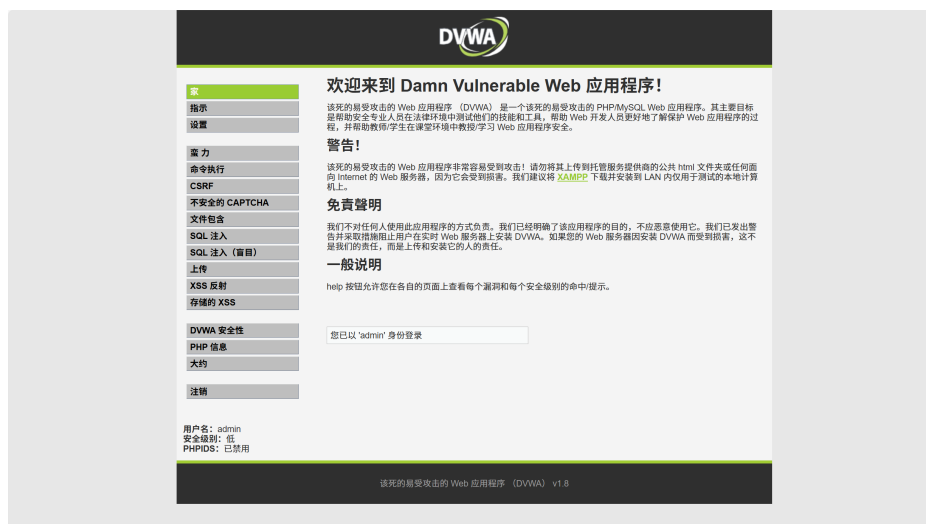 DVWA
家
指示
设置
蛮 力
命令执行
CSRF
不安全的 CAPTCHA
文件包含
SQL 注入
SQL 注入（盲目）
上传
XSS 反射
存储的 XSS
DVWA 安全性
PHP 信息
大约
注销
欢迎来到 Damn Vulnerable Web 应用程序！
该死的易受攻击的 Web 应用程序 （DVWA） 是一个该死的易受攻击的 PHP/MySQL Web 应用程序。其主要目标
是帮助安全专业人员在法律环境中测试他们的技能和工具，帮助 Web 开发人员更好地了解保护 Web 应用程序的过
程，并帮助教师/学生在课堂环境中教授/学习 Web 应用程序安全。
警告！
该死的易受攻击的 Web 应用程序非常容易受到攻击！请勿将其上传到托管服务提供商的公共 html 文件夹或任何面
向 Internet 的 Web 服务器，因为它会受到损害。我们建议将 XAMPP 下载并安装到 LAN 内仅用于测试的本地计算
机上。
免責聲明
我们不对任何人使用此应用程序的方式负责。我们已经明确了该应用程序的目的，不应恶意使用它。我们已发出警
告并采取措施阻止用户在实时 Web 服务器上安装 DVWA。如果您的 Web 服务器因安装 DVWA 而受到损害，这不
是我们的责任，而是上传和安装它的人的责任。
一般说明
help 按钮允许您在各自的页面上查看每个漏洞和每个安全级别的命中/提示。
您已以 'admin' 身份登录
用户名：admin
安全级别：低
PHPIDS：已禁用
该死的易受攻击的 Web 应用程序 （DVWA） v1.8